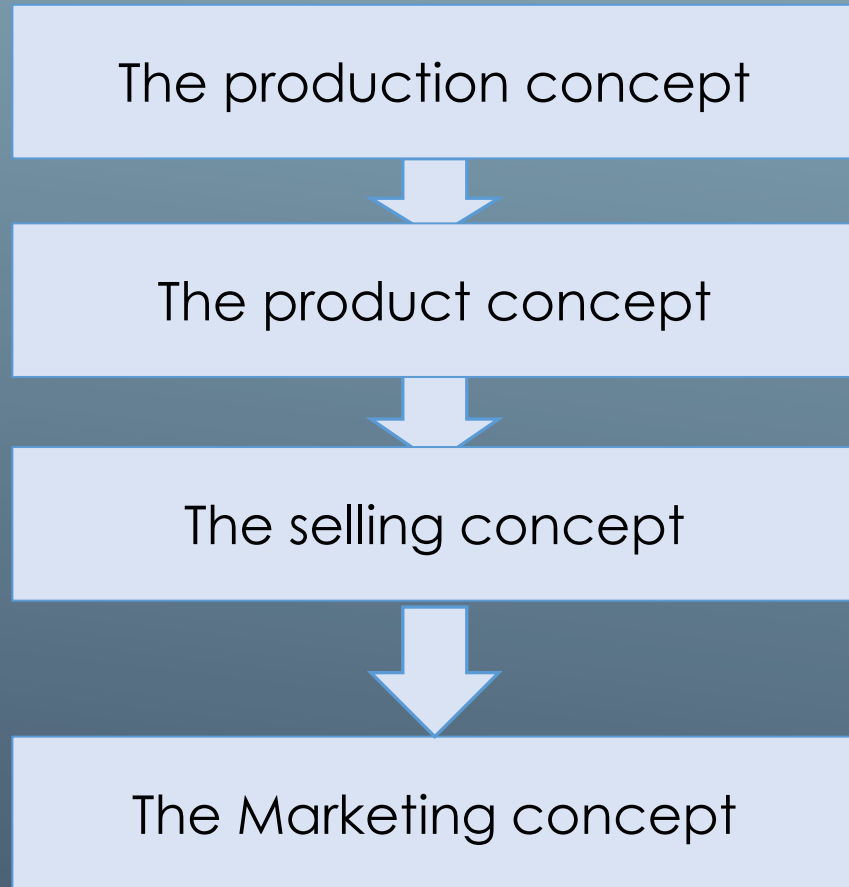 The production concept
The product concept
The selling concept
The Marketing concept